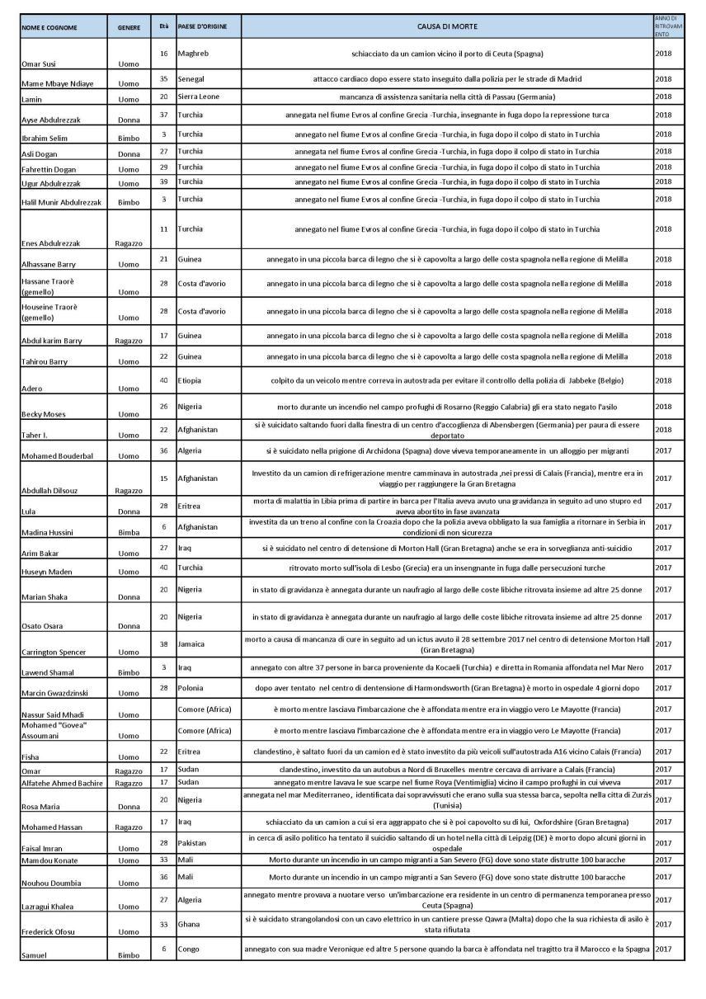 NOME E COGNOME GENERE Età PAESE D'ORIGINE CAUSA DI MORTE ANNO DI RITROVAM ENTO
Omar Susi Uomo 16 Maghreb schiacciato da un camion vicino il porto di Ceuta (Spagna) 2018
Mame Mbaye Ndiaye Uomo 35 Senegal attacco cardiaco dopo essere stato inseguito dalla polizia per le strade di Madrid 2018
Lamin Uomo 20 Sierra Leone mancanza di assistenza sanitaria nella città di Passau (Germania) 2018
Ayse Abdulrezzak Donna 37 Turchia annegata nel fiume Evros al confine Grecia -Turchia, insegnante in fuga dopo la repressione turca 2018
Ibrahim Selim Bimbo 3 Turchia annegato nel fiume Evros al confine Grecia -Turchia, in fuga dopo il colpo di stato in Turchia 2018
Asli Dogan Donna 27 Turchia annegata nel fiume Evros al confine Grecia -Turchia, in fuga dopo il colpo di stato in Turchia 2018
Fahrettin Dogan Uomo 29 Turchia annegato nel fiume Evros al confine Grecia -Turchia, in fuga dopo il colpo di stato in Turchia 2018
Ugur Abdulrezzak Uomo 39 Turchia annegato nel fiume Evros al confine Grecia -Turchia, in fuga dopo il colpo di stato in Turchia 2018
Halil Munir Abdulrezzak Bimbo 3 Turchia annegato nel fiume Evros al confine Grecia -Turchia, in fuga dopo il colpo di stato in Turchia 2018
Enes Abdulrezzak Ragazzo 11 Turchia annegato nel fiume Evros al confine Grecia -Turchia, in fuga dopo il colpo di stato in Turchia 2018
Alhassane Barry Uomo 21 Guinea annegato in una piccola barca di legno che si è capovolta a largo delle costa spagnola nella regione di Melilla 2018
Hassane Traorè
(gemello) Uomo 28 Costa d'avorio annegato in una piccola barca di legno che si è capovolta a largo delle costa spagnola nella regione di Melilla 2018
Houseine Traorè
(gemello) Uomo 28 Costa d'avorio annegato in una piccola barca di legno che si è capovolta a largo delle costa spagnola nella regione di Melilla 2018
Abdul karim Barry Ragazzo 17 Guinea annegato in una piccola barca di legno che si è capovolta a largo delle costa spagnola nella regione di Melilla 2018
Tahirou Barry Uomo 22 Guinea annegato in una piccola barca di legno che si è capovolta a largo delle costa spagnola nella regione di Melilla 2018
Adero Uomo 40 Etiopia colpito da un veicolo mentre correva in autostrada per evitare il controllo della polizia di Jabbeke (Belgio) 2018
Becky Moses Uomo 26 Nigeria morto durante un incendio nel campo profughi di Rosarno (Reggio Calabria) gli era stato negato l'asilo 2018
Taher I. Uomo 22 Afghanistan si è suicidato saltando fuori dalla finestra di un centro d'accoglienza di Abensbergen (Germania) per paura di essere
deportato 2018
Mohamed Bouderbal Uomo 36 Algeria si è suicidato nella prigione di Archidona (Spagna) dove viveva temporaneamente in un alloggio per migranti 2017
Abdullah Dilsouz Ragazzo 15 Afghanistan Investito da un camion di refrigerazione mentre camminava in autostrada ,nei pressi di Calais (Francia), mentre era in
viaggio per raggiungere la Gran Bretagna 2017
Lula Donna 28 Eritrea morta di malattia in Libia prima di partire in barca per l'Italia aveva avuto una gravidanza in seguito ad uno stupro ed
aveva abortito in fase avanzata 2017
Madina Hussini Bimba 6 Afghanistan investita da un treno al confine con la Croazia dopo che la polizia aveva obbligato la sua famiglia a ritornare in Serbia in
condizioni di non sicurezza 2017
Arim Bakar Uomo 27 Iraq si è suicidato nel centro di detensione di Morton Hall (Gran Bretagna) anche se era in sorveglianza anti-suicidio 2017
Huseyn Maden Uomo 40 Turchia ritrovato morto sull'isola di Lesbo (Grecia) era un insengnante in fuga dalle persecuzioni turche 2017
Marian Shaka Donna 20 Nigeria in stato di gravidanza è annegata durante un naufragio al largo delle coste libiche ritrovata insieme ad altre 25 donne 2017
Osato Osara Donna 20 Nigeria in stato di gravidanza è annegata durante un naufragio al largo delle coste libiche ritrovata insieme ad altre 25 donne 2017
Carrington Spencer Uomo 38 Jamaica morto a causa di mancanza di cure in seguito ad un ictus avuto il 28 settembre 2017 nel centro di detensione Morton Hall
(Gran Bretagna) 2017
Lawend Shamal Bimbo 3 Iraq annegato con altre 37 persone in barca proveniente da Kocaeli (Turchia) e diretta in Romania affondata nel Mar Nero 2017
Marcin Gwazdzinski Uomo 28 Polonia dopo aver tentato nel centro di dentensione di Harmondsworth (Gran Bretagna) è morto in ospedale 4 giorni dopo 2017
Nassur Said Mhadi Uomo Comore (Africa) è morto mentre lasciava l'imbarcazione che è affondata mentre era in viaggio vero Le Mayotte (Francia) 2017
Mohamed "Govea"
Assoumani Uomo Comore (Africa) è morto mentre lasciava l'imbarcazione che è affondata mentre era in viaggio vero Le Mayotte (Francia) 2017
Fisha Uomo 22 Eritrea clandestino, è saltato fuori da un camion ed è stato investito da più veicoli sull'autostrada A16 vicino Calais (Francia) 2017
Omar Ragazzo 17 Sudan clandestino, investito da un autobus a Nord di Bruxelles mentre cercava di arrivare a Calais (Francia) 2017
Alfatehe Ahmed Bachire Ragazzo 17 Sudan annegato mentre lavava le sue scarpe nel fiume Roya (Ventimiglia) vicino il campo profughi in cui viveva 2017
Rosa Maria Donna 20 Nigeria annegata nel mar Mediterraneo, identificata dai sopravvissuti che erano sulla sua stessa barca, sepolta nella citta di Zurzis
(Tunisia) 2017
Mohamed Hassan Ragazzo 17 Iraq schiacciato da un camion a cui si era aggrappato che si è poi capovolto su di lui, Oxfordshire (Gran Bretagna) 2017
Faisal Imran Uomo 28 Pakistan in cerca di asilo politico ha tentato il suicidio saltando di un hotel nella città di Leipzig (DE) è morto dopo alcuni giorni in
ospedale 2017
Mamdou Konate Uomo 33 Mali Morto durante un incendio in un campo migranti a San Severo (FG) dove sono state distrutte 100 baracche 2017
Nouhou Doumbia Uomo 36 Mali Morto durante un incendio in un campo migranti a San Severo (FG) dove sono state distrutte 100 baracche 2017
Lazragui Khalea Uomo 27 Algeria annegato mentre provava a nuotare verso un'imbarcazione era residente in un centro di permanenza temporanea presso
Ceuta (Spagna) 2017
Frederick Ofosu Uomo 33 Ghana si è suicidato strangolandosi con un cavo elettrico in un cantiere presse Qawra (Malta) dopo che la sua richiesta di asilo è
stata rifiutata 2017
Samuel Bimbo 6 Congo annegato con sua madre Veronique ed altre 5 persone quando la barca è affondata nel tragitto tra il Marocco e la Spagna 2017